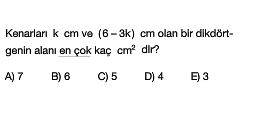 Kenarları k cm ve (6 – 3k) cm olan bir dikdört-
genin alanı en çok kaç cm² dir?
A) 7 B) 6 C) 5 D) 4 E) 3